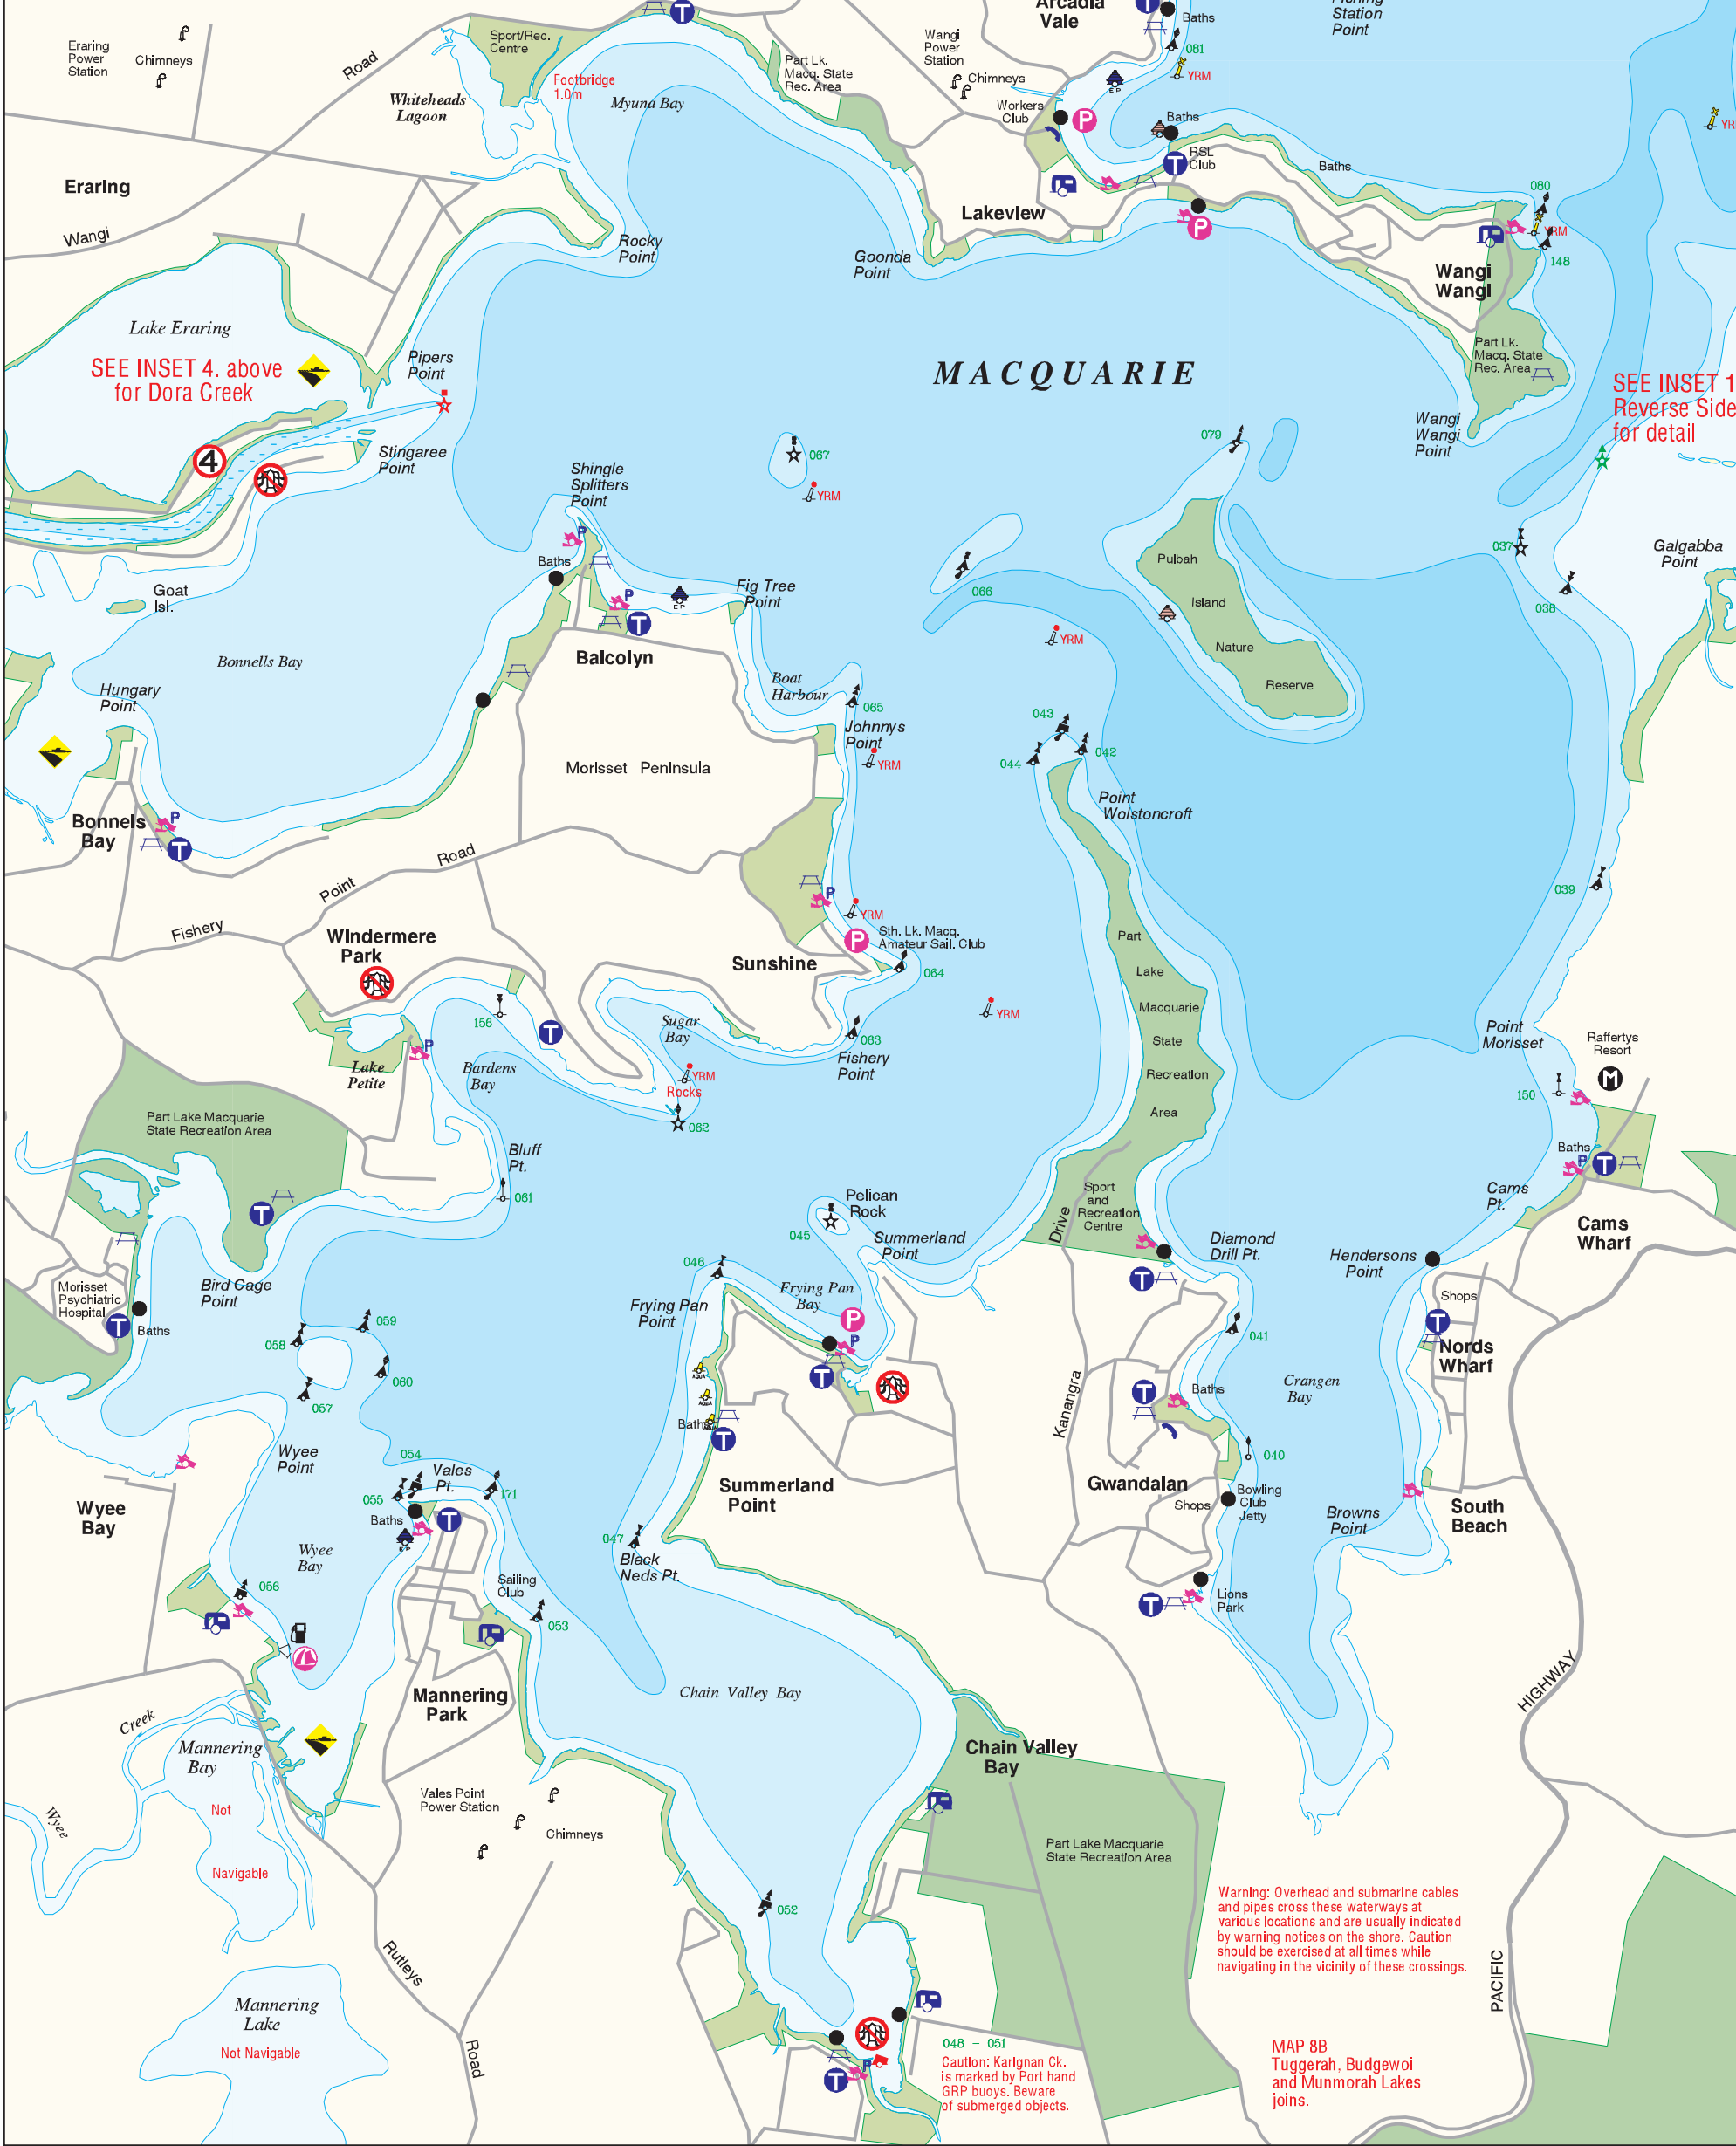 Arcadia
Vale
Baths
Fishing
Station
Point
Eraring
Power
Station
Chimneys
Road
Sport/Rec.
Centre
Footbridge
1.0m
Whiteheads
Lagoon
Myuna Bay
Part Lk.
Macq. State
Rec. Area
Wangi
Power
Station
Chimneys
Workers
Club
081
YRM
E P
P
Baths
RSL
Club
T
Baths
YR
Eraring
Wangi
Lakeview
P
Rocky
Point
Goonda
Point
080
YRM
148
Wangi
Wangi
Lake Eraring
SEE INSET 4. above
for Dora Creek
Pipers
Point
MACQUARIE
Part Lk.
Macq. State
Rec. Area
SEE INSET 1
Reverse Side
for detail
Wangi
Wangi
Point
4
Stingaree
Point
Shingle
Splitters
Point
067
YRM
079
037
Galgabba
Point
038
Goat
Isl.
Baths
P
Fig Tree
Point
066
YRM
Pulbah
Island
Nature
Reserve
Bonnells Bay
Balcolyn
P
T
E P
Hungary
Point
Boat
Harbour
065
Johnnys
Point
YRM
043
044
042
Morisset Peninsula
Point
Wolstoncroft
Bonnels
Bay
P
T
Fishery
Point
Road
039
P
YRM
P
Sth. Lk. Macq.
Amateur Sail. Club
Windermere
Park
Sunshine
064
Part
Lake
Macquarie
State
Recreation
Area
YRM
156
T
Sugar
Bay
063
Fishery
Point
Lake
Petite
P
Bardens
Bay
YRM
Rocks
062
Point
Morisset
Raffertys
Resort
M
150
Part Lake Macquarie
State Recreation Area
Bluff
Pt.
061
Baths
P
T
Cams
Pt.
Cams
Wharf
T
Pelican
Rock
045
Summerland
Point
Sport
and
Recreation
Centre
Drive
Diamond
Drill Pt.
Hendersons
Point
Morisset
Psychiatric
Hospital
T
Baths
Bird Cage
Point
046
Frying Pan
Point
Frying Pan
Bay
P
P
T
T
Shops
T
Nords
Wharf
058
059
060
057
041
AQUA
AQUA
Baths
T
Kanangra
T
Baths
Crangen
Bay
Wyee
Point
054
055
Vales
Pt.
171
Baths
T
E P
Summerland
Point
Gwandalan
040
Shops
Bowling
Club
Jetty
Browns
Point
South
Beach
Wyee
Bay
Wyee
Bay
047
Black
Neds Pt.
056
Sailing
Club
053
T
Lions
Park
HIGHWAY
Mannering
Park
Chain Valley Bay
Creek
Mannering
Bay
Chain Valley
Bay
Not
Navigable
Wyee
Vales Point
Power Station
Chimneys
Part Lake Macquarie
State Recreation Area
052
Warning: Overhead and submarine cables
and pipes cross these waterways at
various locations and are usually indicated
by warning notices on the shore. Caution
should be exercised at all times while
navigating in the vicinity of these crossings.
Rutleys
Road
PACIFIC
Mannering
Lake
Not Navigable
048 - 051
Caution: Karignan Ck.
is marked by Port hand
GRP buoys. Beware
of submerged objects.
P
T
MAP 8B
Tuggerah, Budgewoi
and Munmorah Lakes
joins.